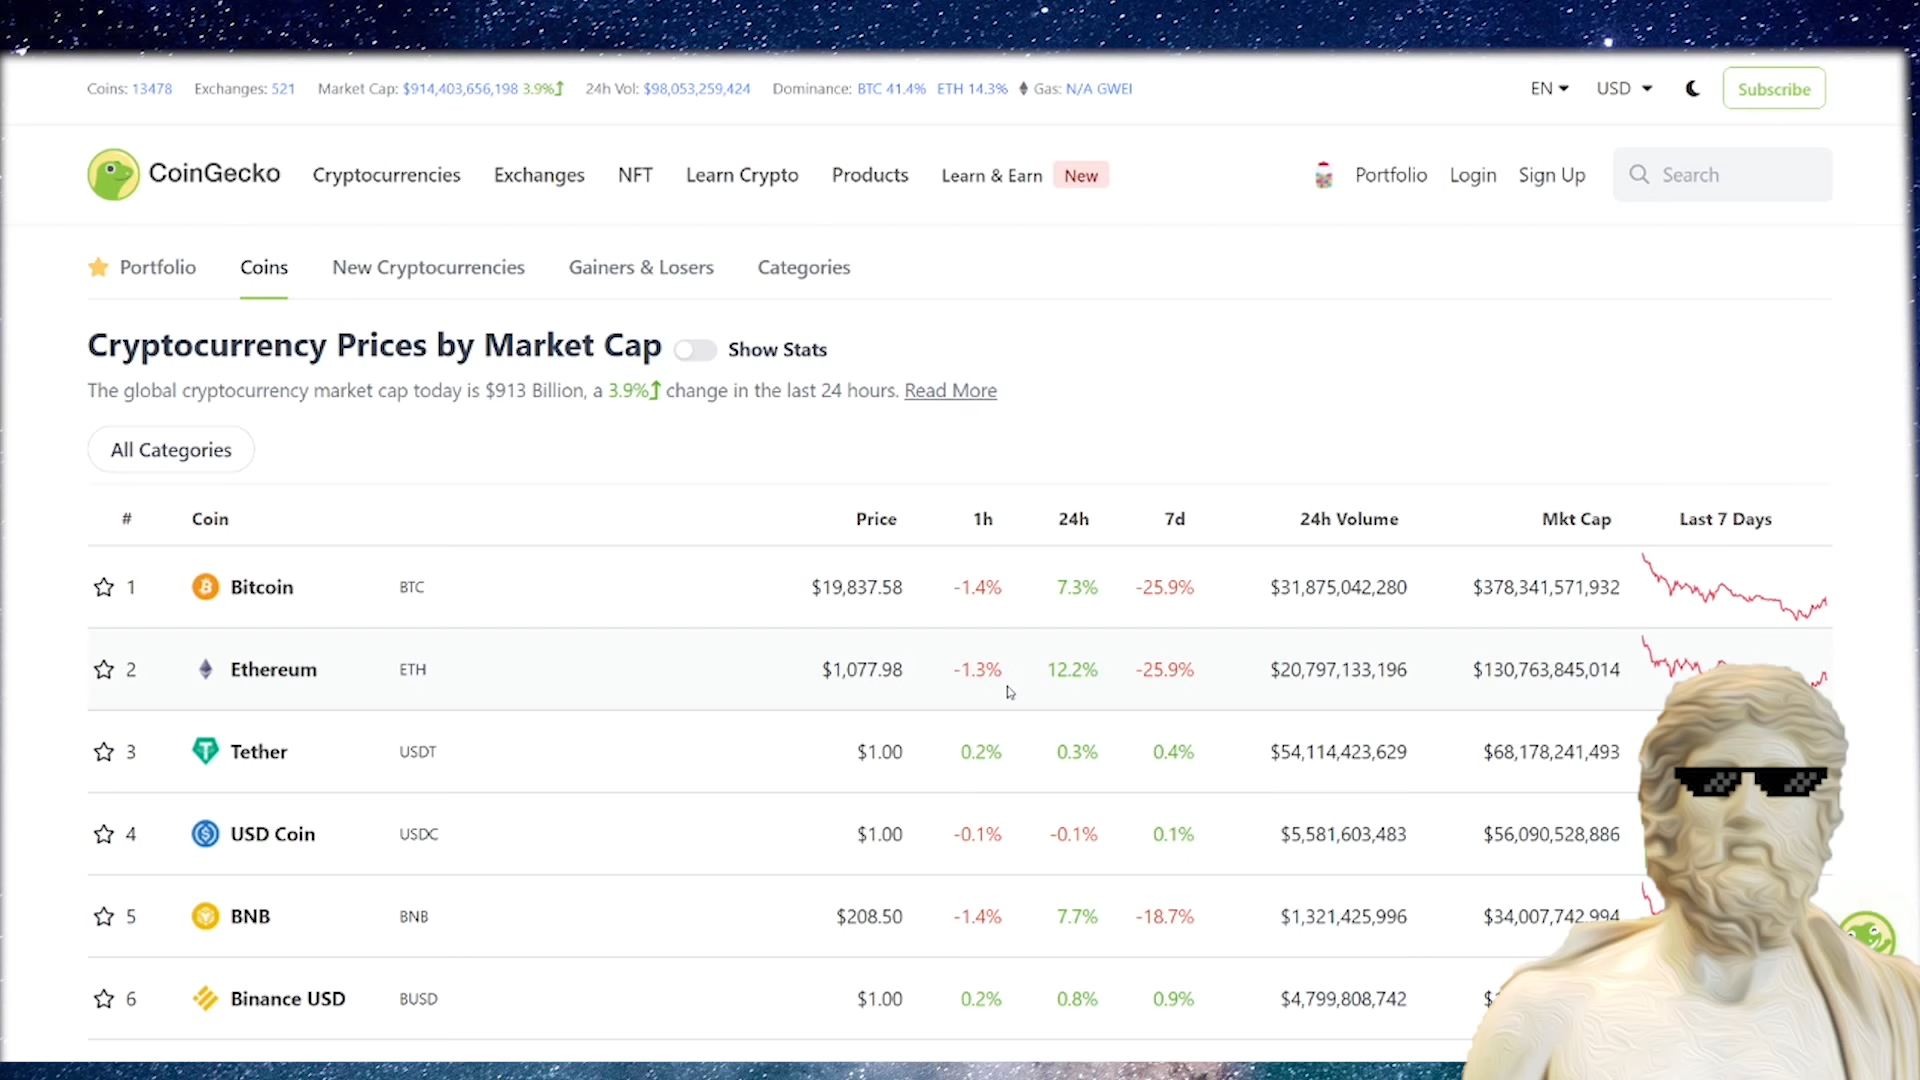 Coins: 13478 Exchanges: 521 Market Cap: $914,403,656,198 3.9% 24h Vol: $98,053,259,424 Dominance: BTC 41.4% ETH 14.3% Gas: N/A GWEI EN USD Subscribe
CoinGecko Cryptocurrencies Exchanges NFT Learn Crypto Products Learn & Earn New Portfolio Login Sign Up Search
Portfolio Coins New Cryptocurrencies Gainers & Losers Categories
Cryptocurrency Prices by Market Cap Show Stats
The global cryptocurrency market cap today is $913 Billion, a 3.9% change in the last 24 hours. Read More
All Categories
# Coin Price 1h 24h 7d 24h Volume Mkt Cap Last 7 Days
1 Bitcoin BTC $19,837.58 -1.4% 7.3% -25.9% $31,875,042,280 $378,341,571,932
2 Ethereum ETH $1,077.98 -1.3% 12.2% -25.9% $20,797,133,196 $130,763,845,014
3 Tether USDT $1.00 0.2% 0.3% 0.4% $54,114,423,629 $68,178,241,493
4 USD Coin USDC $1.00 -0.1% -0.1% 0.1% $5,581,603,483 $56,090,528,886
5 BNB BNB $208.50 -1.4% 7.7% -18.7% $1,321,425,996 $34,007,742,994
6 Binance USD BUSD $1.00 0.2% 0.8% 0.9% $4,799,808,742